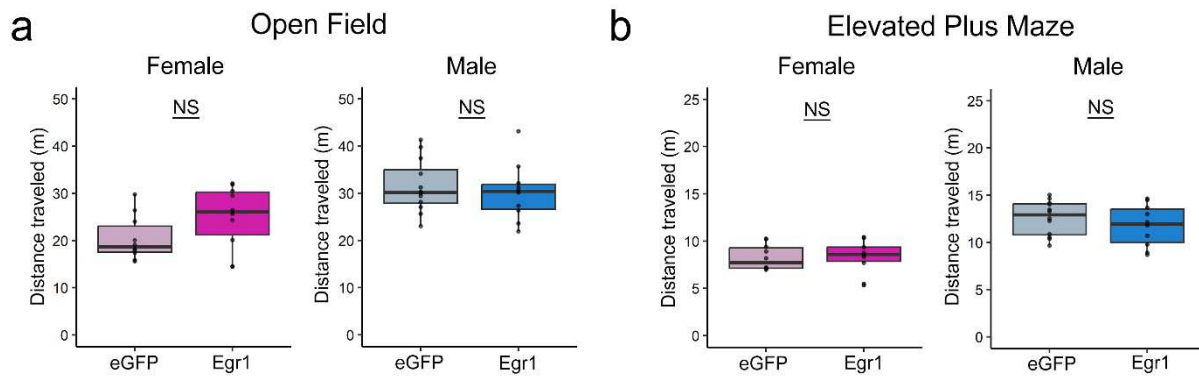 a
Open Field
Female
Male
NS
NS
Distance traveled (m)
50
40
30
20
10
0
eGFP
Egr1
Distance traveled (m)
50
40
30
20
10
0
eGFP
Egr1
b
Elevated Plus Maze
Female
Male
NS
NS
Distance traveled (m)
25
20
15
10
5
0
eGFP
Egr1
Distance traveled (m)
25
20
15
10
5
0
eGFP
Egr1